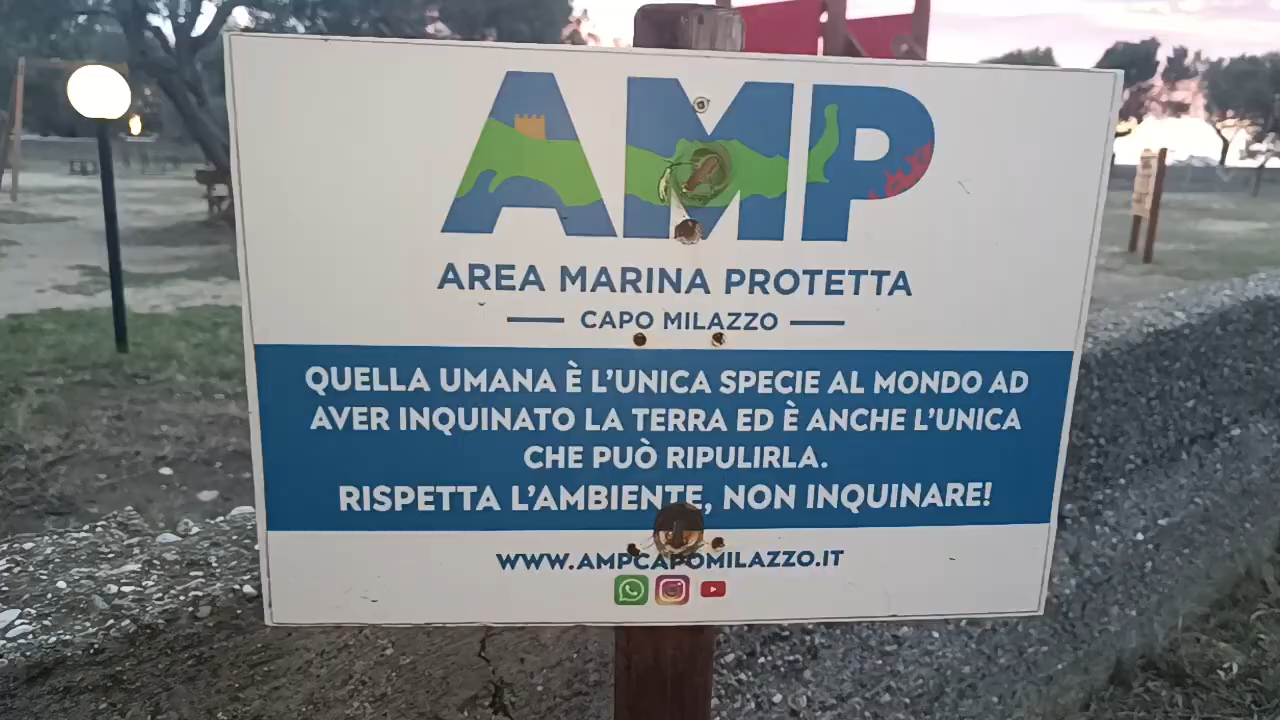 AMP
AREA MARINA PROTETTA
CAPO MILAZZO
QUELLA UMANA È L'UNICA SPECIE AL MONDO AD
AVER INQUINATO LA TERRA ED È ANCHE L'UNICA
CHE PUÒ RIPULIRLA.
RISPETTA L'AMBIENTE, NON INQUINARE!
WWW.AMPCAPOMILAZZO.IT